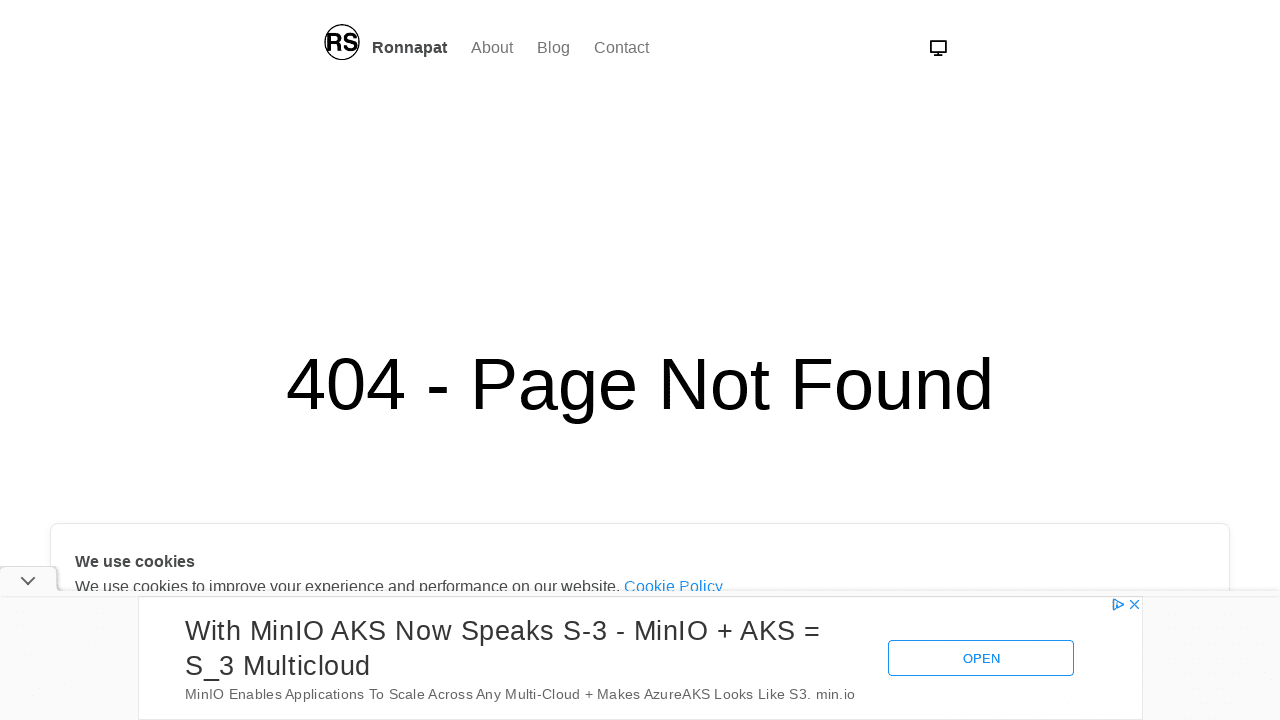 RS Ronnapat About Blog Contact
404 - Page Not Found
We use cookies
We use cookies to improve your experience and performance on our website. Cookie Policy
With MinIO AKS Now Speaks S-3 - MinIO + AKS =
S_3 Multicloud
OPEN
MinIO Enables Applications To Scale Across Any Multi-Cloud + Makes AzureAKS Looks Like S3. min.io